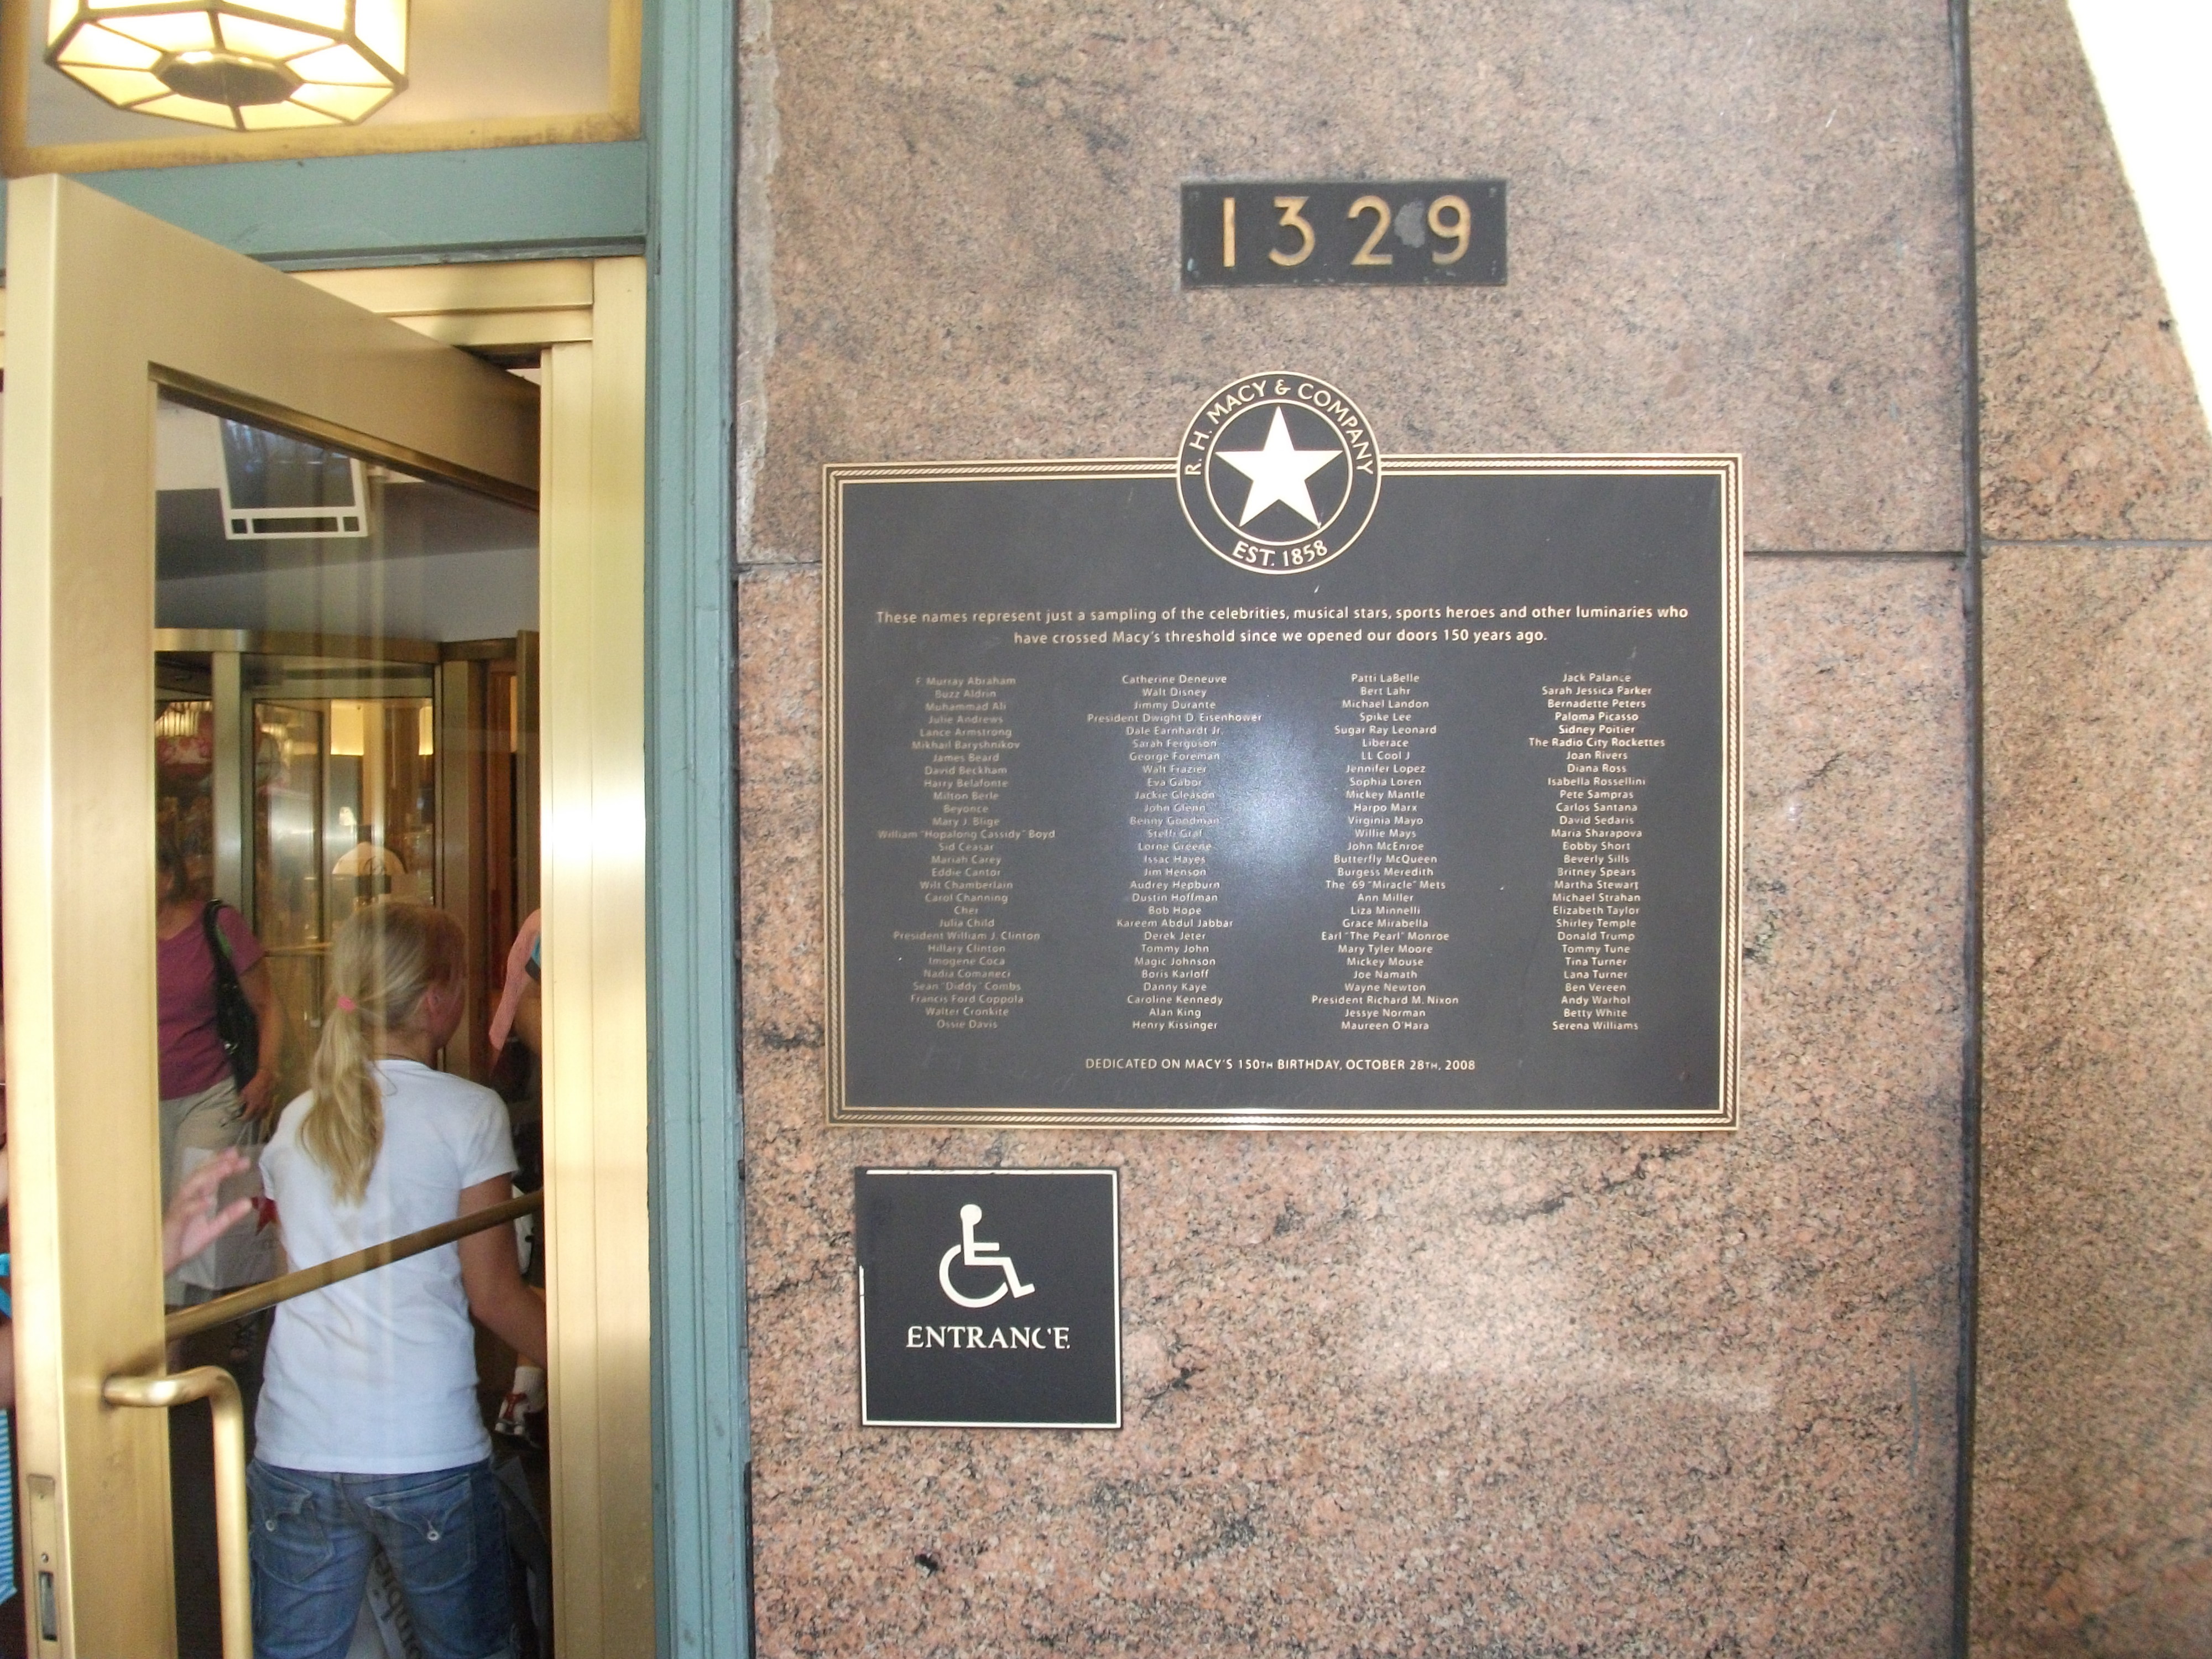 1329
R. H. MACY & COMPANY
EST. 1858
These names represent just a sampling of the celebrities, musical stars, sports heroes and other luminaries who
have crossed Macy's threshold since we opened our doors 150 years ago.
F. Murray Abraham
Buzz Aldrin
Muhammad Ali
Julie Andrews
Lance Armstrong
Mikhail Baryshnikov
James Beard
David Beckham
Harry Belafonte
Milton Berle
Beyonce
Mary J. Blige
William "Hopalong Cassidy" Boyd
Sid Ceasar
Mariah Carey
Eddie Cantor
Wilt Chamberlain
Carol Channing
Cher
Julia Child
President William J. Clinton
Hillary Clinton
Imogene Coca
Nadia Comaneci
Sean "Diddy" Combs
Francis Ford Coppola
Walter Cronkite
Ossie Davis
Catherine Deneuve
Walt Disney
Jimmy Durante
President Dwight D. Eisenhower
Dale Earnhardt Jr.
Sarah Ferguson
George Foreman
Walt Frazier
Eva Gabor
Jackie Gleason
John Glenn
Benny Goodman
Steffi Graf
Lorne Greene
Issac Hayes
Jim Henson
Audrey Hepburn
Dustin Hoffman
Bob Hope
Kareem Abdul Jabbar
Derek Jeter
Tommy John
Magic Johnson
Boris Karloff
Danny Kaye
Caroline Kennedy
Alan King
Henry Kissinger
Patti LaBelle
Bert Lahr
Michael Landon
Spike Lee
Sugar Ray Leonard
Liberace
LL Cool J
Jennifer Lopez
Sophia Loren
Mickey Mantle
Harpo Marx
Virginia Mayo
Willie Mays
John McEnroe
Butterfly McQueen
Burgess Meredith
The '69 "Miracle" Mets
Ann Miller
Liza Minnelli
Grace Mirabella
Earl "The Pearl" Monroe
Mary Tyler Moore
Mickey Mouse
Joe Namath
Wayne Newton
President Richard M. Nixon
Jessye Norman
Maureen O'Hara
Jack Palance
Sarah Jessica Parker
Bernadette Peters
Paloma Picasso
Sidney Poitier
The Radio City Rockettes
Joan Rivers
Diana Ross
Isabella Rossellini
Pete Sampras
Carlos Santana
David Sedaris
Maria Sharapova
Bobby Short
Beverly Sills
Britney Spears
Martha Stewart
Michael Strahan
Elizabeth Taylor
Shirley Temple
Donald Trump
Tommy Tune
Tina Turner
Lana Turner
Ben Vereen
Andy Warhol
Betty White
Serena Williams
DEDICATED ON MACY'S 150TH BIRTHDAY, OCTOBER 28TH, 2008
ENTRANCE